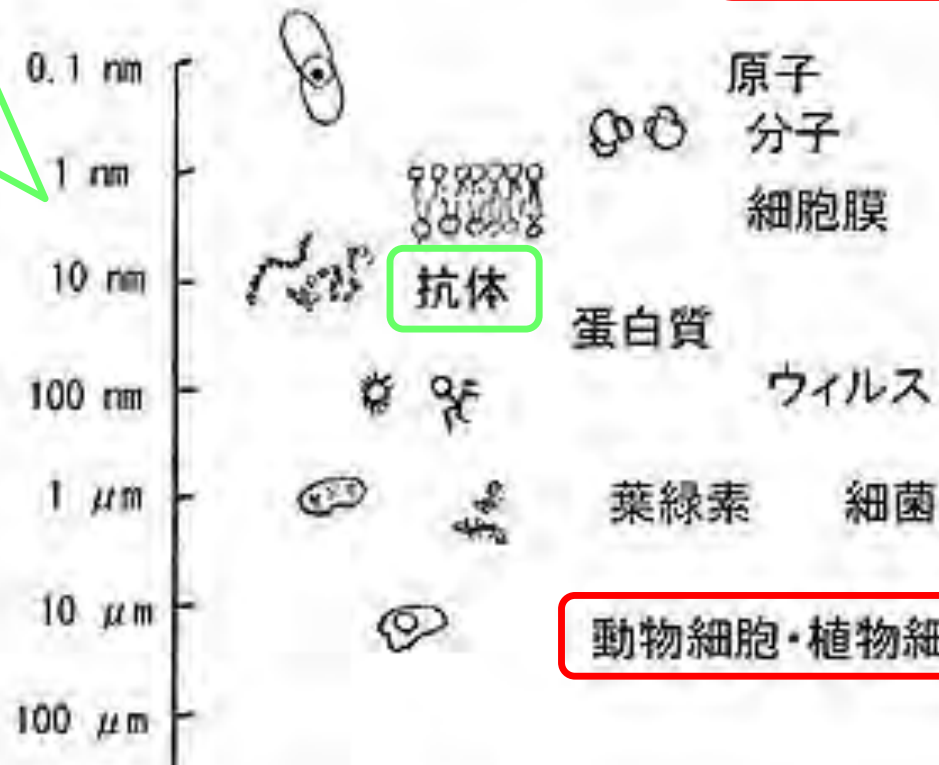 0.1 nm
原子
分子
1 nm
細胞膜
10 nm
抗体
蛋白質
100 nm
ウィルス
1 μm
葉緑素 細菌
10 μm
動物細胞・植物細
100 μm